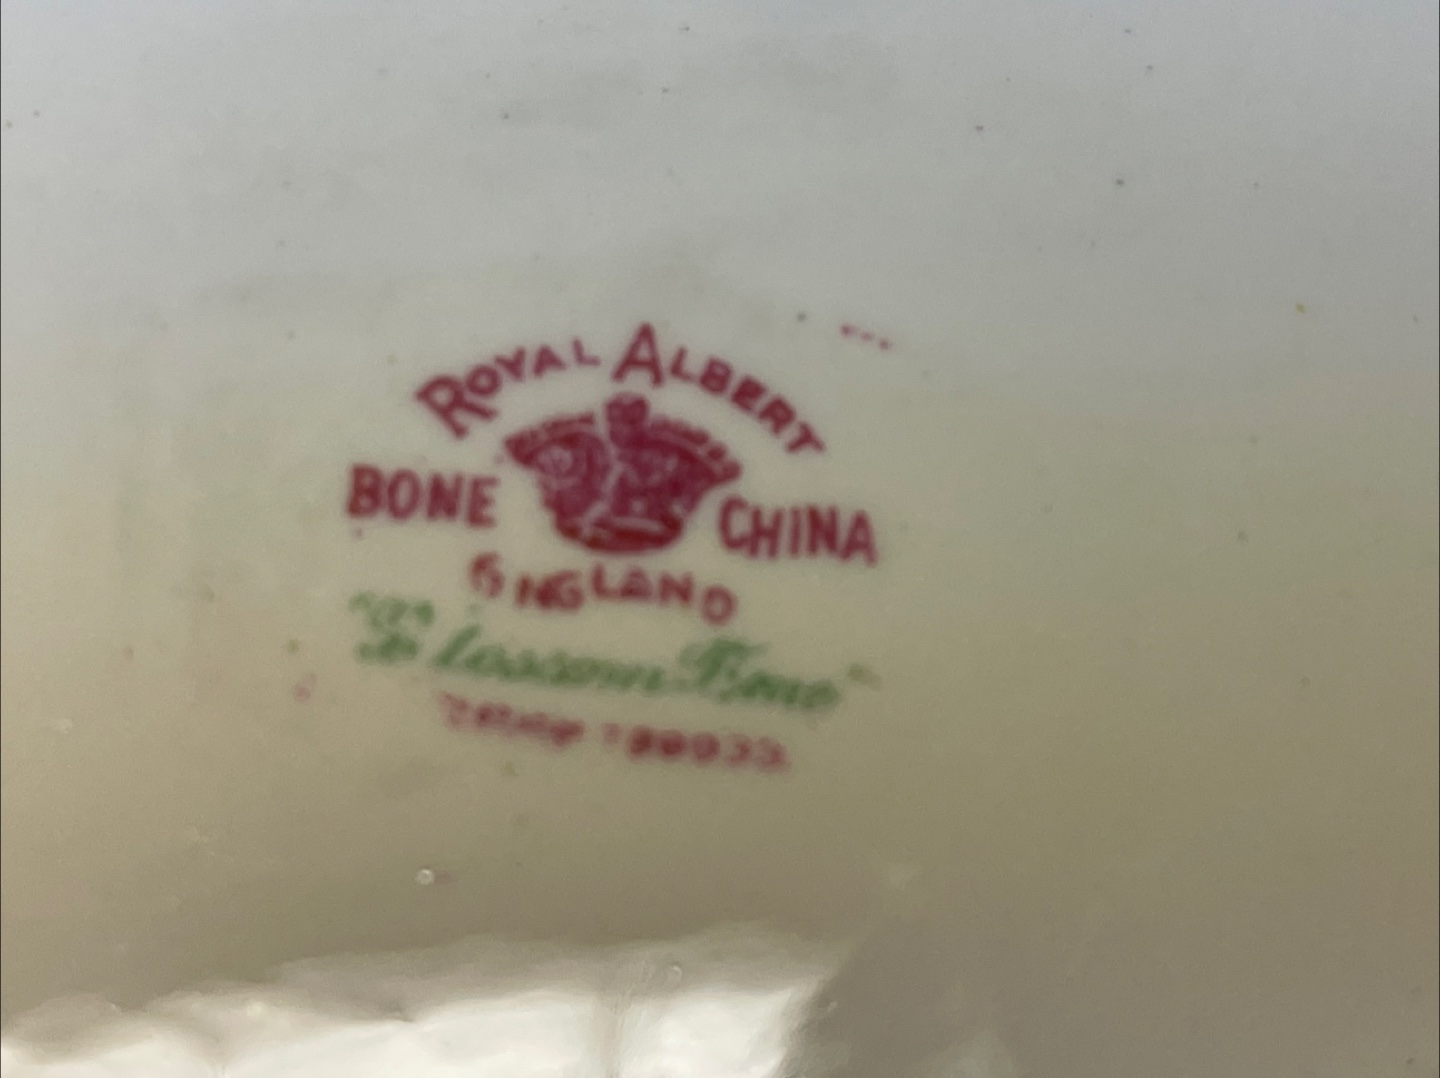 ROYAL ALBERT
BONE CHINA
ENGLAND
"Blossom Time"